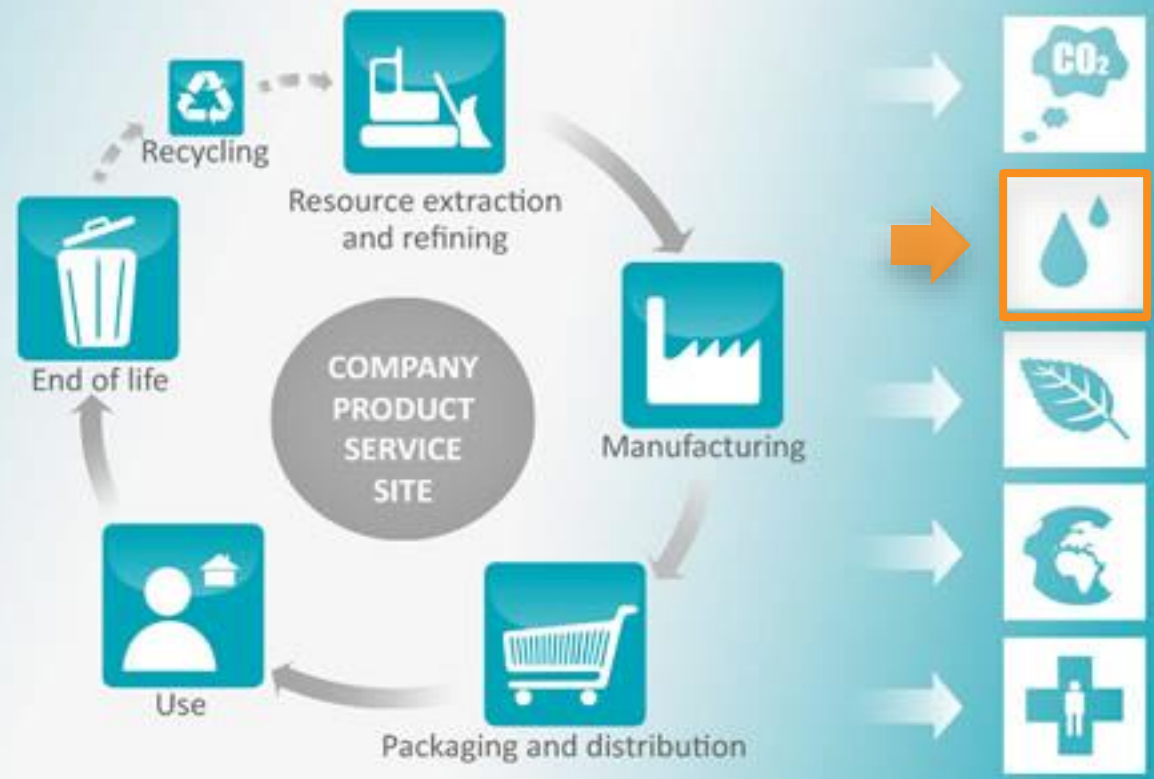 CO₂
Recycling
Resource extraction
and refining
End of life
COMPANY
PRODUCT
SERVICE
SITE
Manufacturing
Use
Packaging and distribution